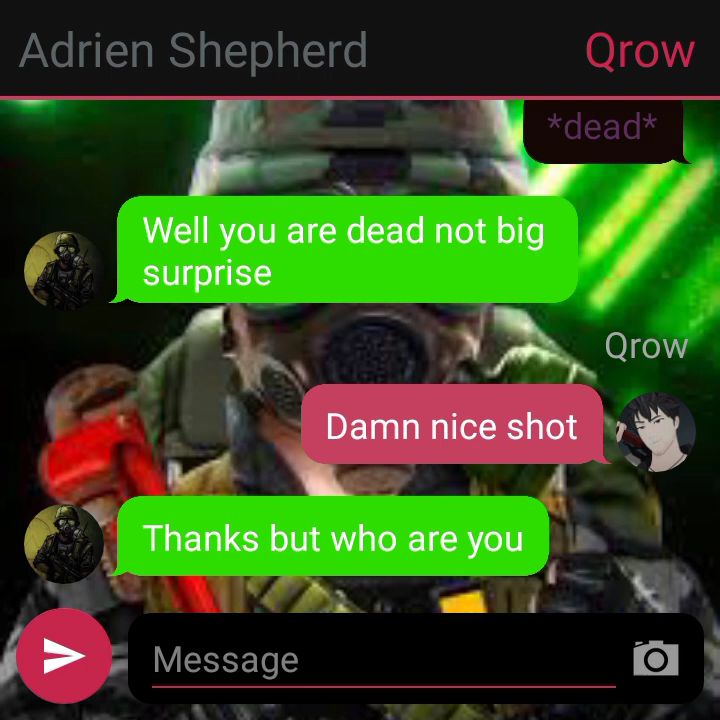 Adrien Shepherd
Qrow
*dead*
Well you are dead not big
surprise
Qrow
Damn nice shot
Thanks but who are you
Message